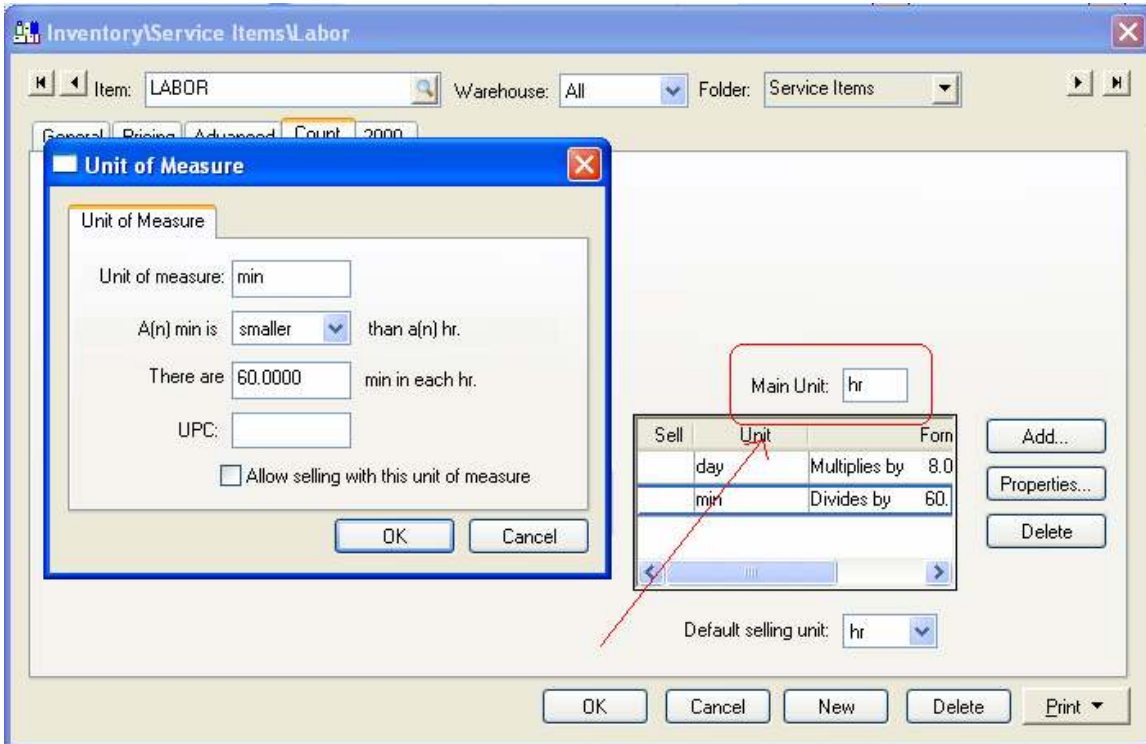 Inventory\Service Items\Labor
Item: LABOR Warehouse: All Folder: Service Items
General Pricing Advanced Count 2000
Unit of Measure
Unit of Measure
Unit of measure: min
A(n) min is smaller than a(n) hr.
There are 60.0000 min in each hr.
UPC:
Allow selling with this unit of measure
OK Cancel
Main Unit: hr
Sell Unit Forn
day Multiplies by 8.0
min Divides by 60.
Add...
Properties...
Delete
Default selling unit: hr
OK Cancel New Delete Print